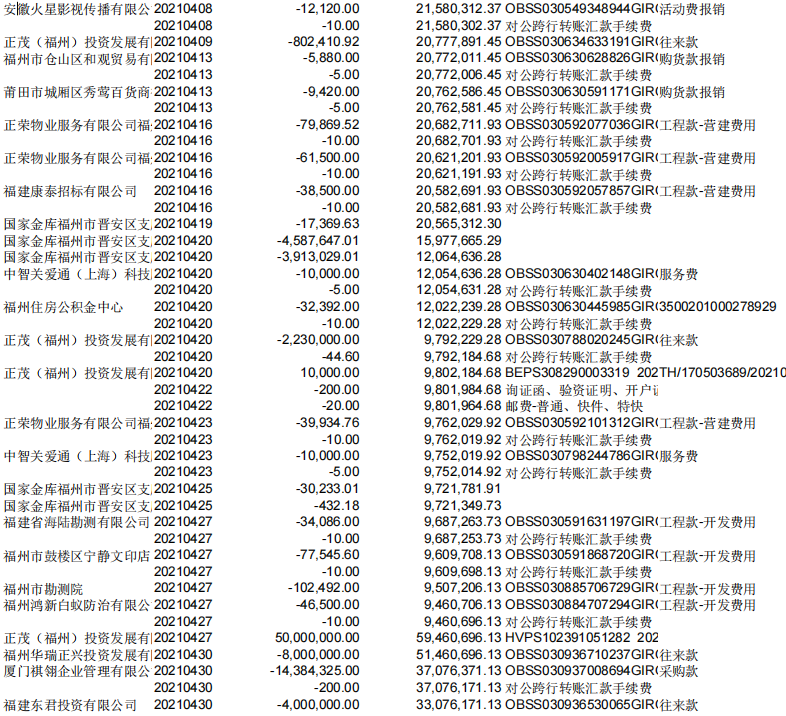 安徽火星影视传播有限公 20210408 -12,120.00 21,580,312.37 OBSS030549348944GIRO 活动费报销
20210408 -10.00 21,580,302.37 对公跨行转账汇款手续费
正茂（福州）投资发展有 20210409 -802,410.92 20,777,891.45 OBSS030634633191GIRO 往来款
福州市仓山区和观贸易有 20210413 -5,880.00 20,772,011.45 OBSS030630628826GIRO 购货款报销
20210413 -5.00 20,772,006.45 对公跨行转账汇款手续费
莆田市城厢区秀莺百货商 20210413 -9,420.00 20,762,586.45 OBSS030630591171GIRO 购货款报销
20210413 -5.00 20,762,581.45 对公跨行转账汇款手续费
正荣物业服务有限公司福 20210416 -79,869.52 20,682,711.93 OBSS030592077036GIRO 工程款-营建费用
20210416 -10.00 20,682,701.93 对公跨行转账汇款手续费
正荣物业服务有限公司福 20210416 -61,500.00 20,621,201.93 OBSS030592005917GIRO 工程款-营建费用
20210416 -10.00 20,621,191.93 对公跨行转账汇款手续费
福建康泰招标有限公司 20210416 -38,500.00 20,582,691.93 OBSS030592057857GIRO 工程款-营建费用
20210416 -10.00 20,582,681.93 对公跨行转账汇款手续费
国家金库福州市晋安区支 20210419 -17,369.63 20,565,312.30
国家金库福州市晋安区支 20210420 -4,587,647.01 15,977,665.29
国家金库福州市晋安区支 20210420 -3,913,029.01 12,064,636.28
中智关爱通（上海）科技 20210420 -10,000.00 12,054,636.28 OBSS030630402148GIRO 服务费
20210420 -5.00 12,054,631.28 对公跨行转账汇款手续费
福州住房公积金中心 20210420 -32,392.00 12,022,239.28 OBSS030630445985GIRO 3500201000278929
20210420 -10.00 12,022,229.28 对公跨行转账汇款手续费
正茂（福州）投资发展有 20210420 -2,230,000.00 9,792,229.28 OBSS030788020245GIRO 往来款
20210420 -44.60 9,792,184.68 对公跨行转账汇款手续费
正茂（福州）投资发展有 20210420 10,000.00 9,802,184.68 BEPS308290003319 202 TH/170503689/20210
20210422 -200.00 9,801,984.68 询证函、验资证明、开户证
20210422 -20.00 9,801,964.68 邮费-普通、快件、特快
正荣物业服务有限公司福 20210423 -39,934.76 9,762,029.92 OBSS030592101312GIRO 工程款-营建费用
20210423 -10.00 9,762,019.92 对公跨行转账汇款手续费
中智关爱通（上海）科技 20210423 -10,000.00 9,752,019.92 OBSS030798244786GIRO 服务费
20210423 -5.00 9,752,014.92 对公跨行转账汇款手续费
国家金库福州市晋安区支 20210425 -30,233.01 9,721,781.91
国家金库福州市晋安区支 20210425 -432.18 9,721,349.73
福建省海陆勘测有限公司 20210427 -34,086.00 9,687,263.73 OBSS030591631197GIRO 工程款-开发费用
20210427 -10.00 9,687,253.73 对公跨行转账汇款手续费
福州市鼓楼区宁静文印店 20210427 -77,545.60 9,609,708.13 OBSS030591868720GIRO 工程款-开发费用
20210427 -10.00 9,609,698.13 对公跨行转账汇款手续费
福州市勘测院 20210427 -102,492.00 9,507,206.13 OBSS030885706729GIRO 工程款-开发费用
福州鸿新白蚁防治有限公 20210427 -46,500.00 9,460,706.13 OBSS030884707294GIRO 工程款-开发费用
20210427 -10.00 9,460,696.13 对公跨行转账汇款手续费
正茂（福州）投资发展有 20210427 50,000,000.00 59,460,696.13 HVPS102391051282 202
福州华瑞正兴投资发展有 20210430 -8,000,000.00 51,460,696.13 OBSS030936710237GIRO 往来款
厦门祺翎企业管理有限公 20210430 -14,384,325.00 37,076,371.13 OBSS030937008694GIRO 采购款
20210430 -200.00 37,076,171.13 对公跨行转账汇款手续费
福建东君投资有限公司 20210430 -4,000,000.00 33,076,171.13 OBSS030936530065GIRO 往来款